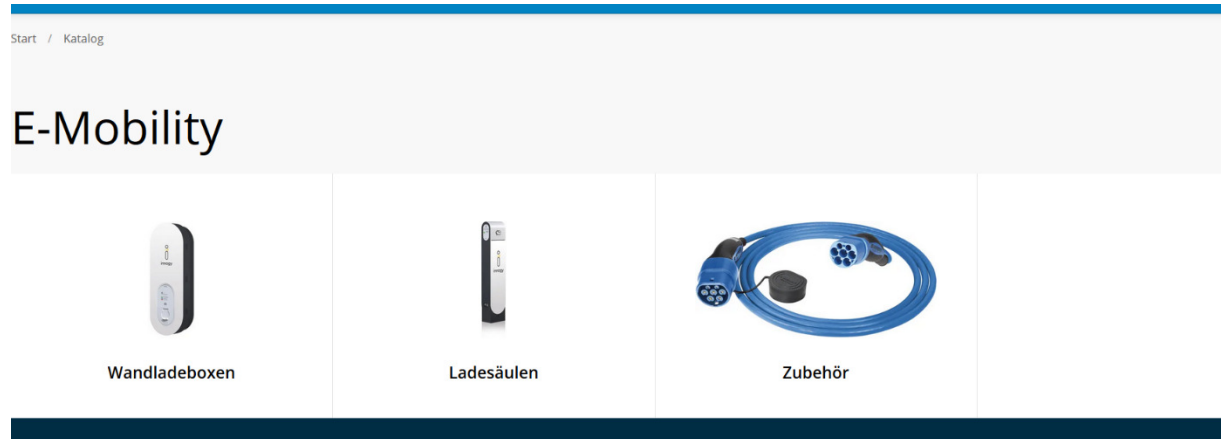 Start / Katalog
E-Mobility
Wandladeboxen
Ladesäulen
Zubehör